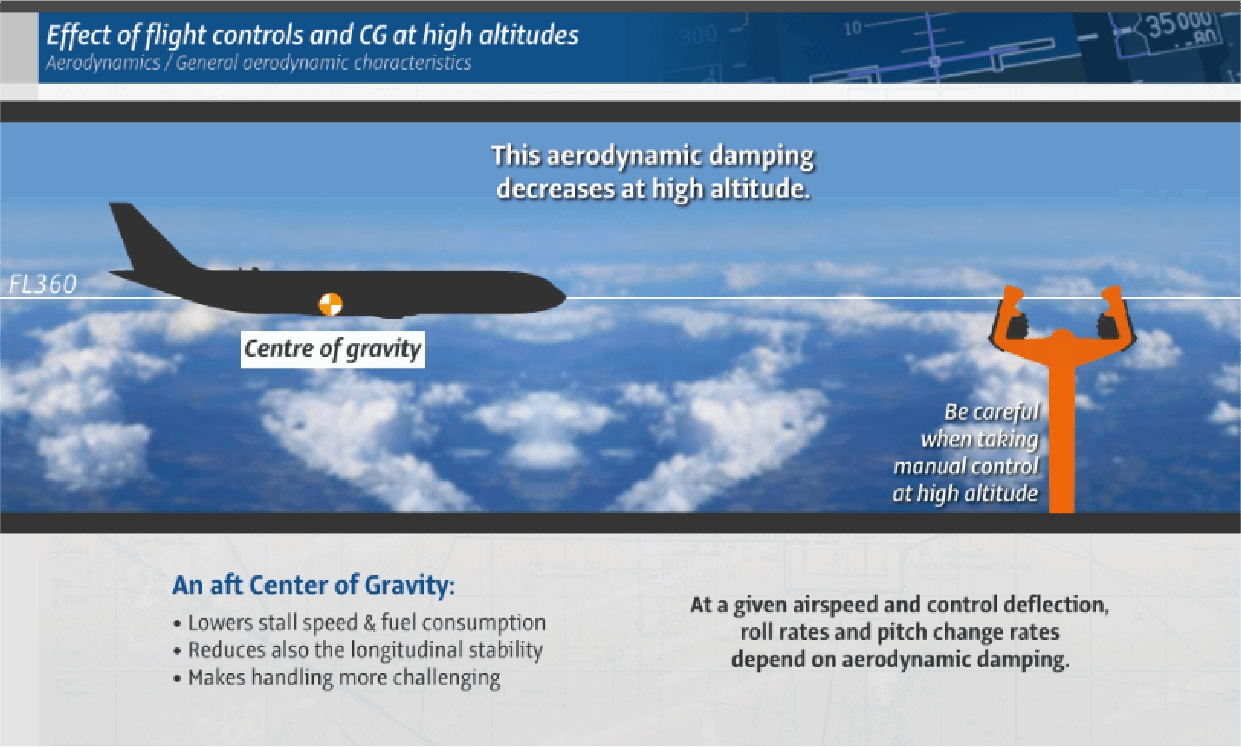 Effect of flight controls and CG at high altitudes
Aerodynamics / General aerodynamic characteristics
300
10
35 000
This aerodynamic damping
decreases at high altitude.
FL360
Centre of gravity
Be careful
when taking
manual control
at high altitude
An aft Center of Gravity:
• Lowers stall speed & fuel consumption
• Reduces also the longitudinal stability
• Makes handling more challenging
At a given airspeed and control deflection,
roll rates and pitch change rates
depend on aerodynamic damping.